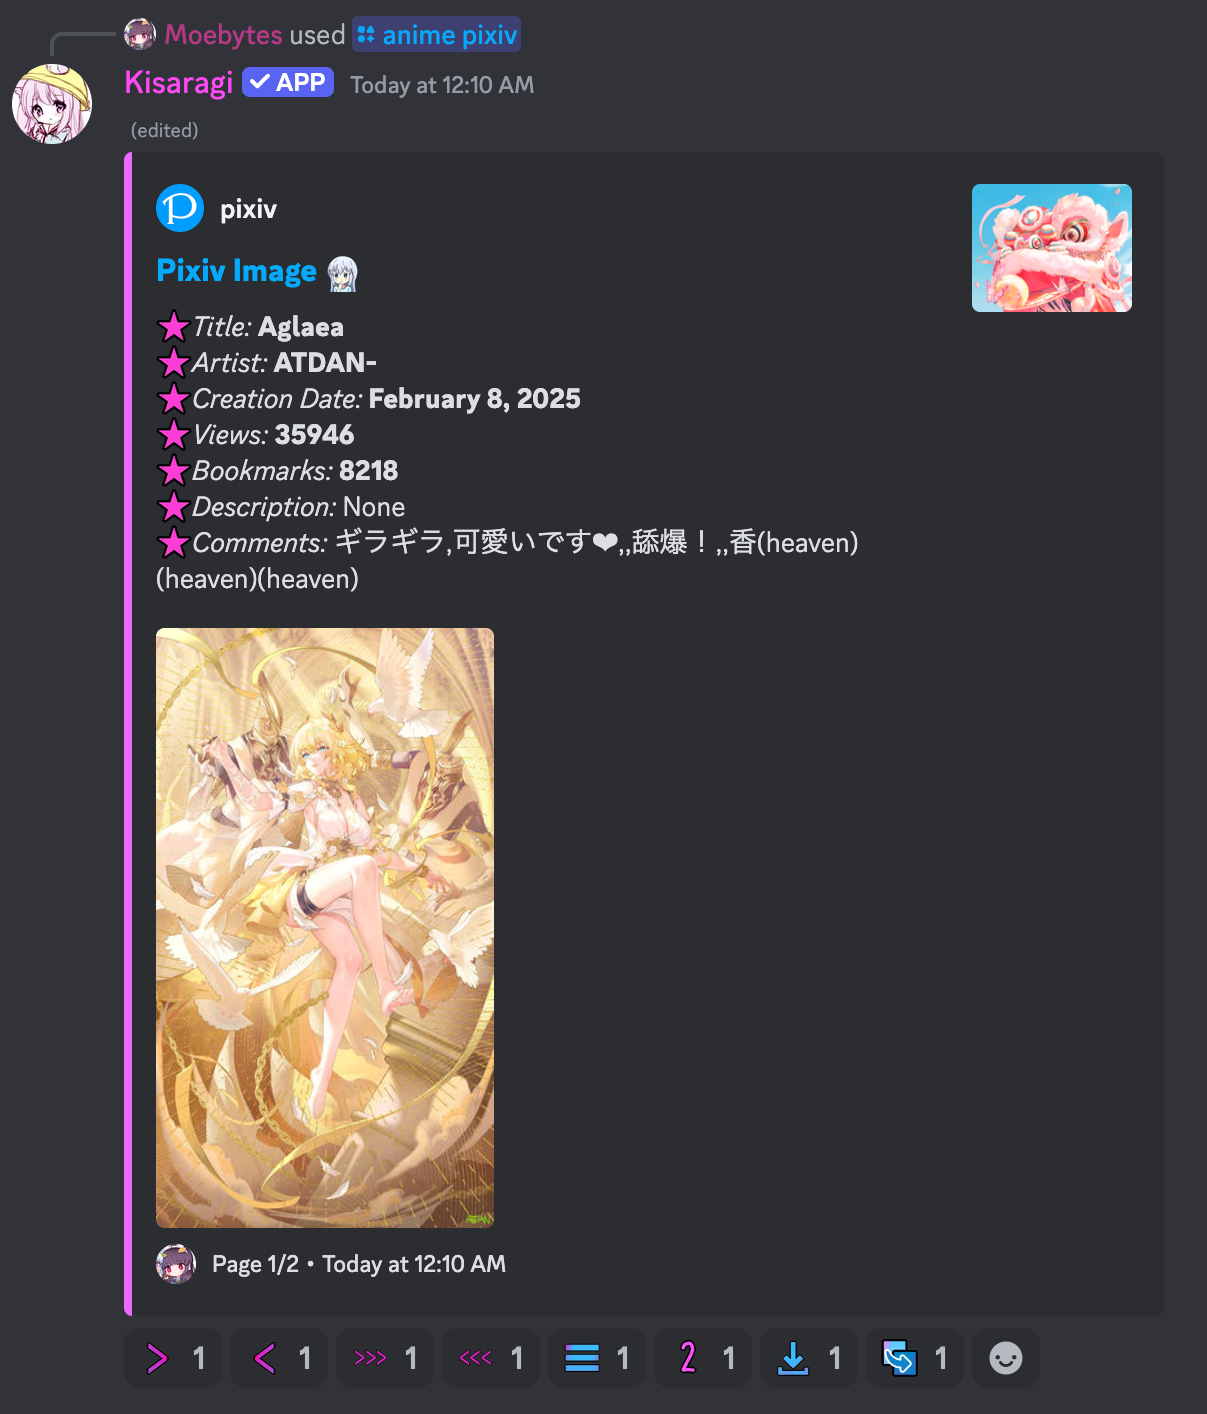 Moebytes used anime pixiv
Kisaragi APP Today at 12:10 AM
(edited)
pixiv
Pixiv Image
Title: Aglaea
Artist: ATDAN-
Creation Date: February 8, 2025
Views: 35946
Bookmarks: 8218
Description: None
Comments: ギラギラ,可愛いです❤,,舔爆！,,香(heaven)
(heaven)(heaven)
ATDAN
Page 1/2 • Today at 12:10 AM
> 1 < 1 >>> 1 <<< 1 1 2 1 1 1